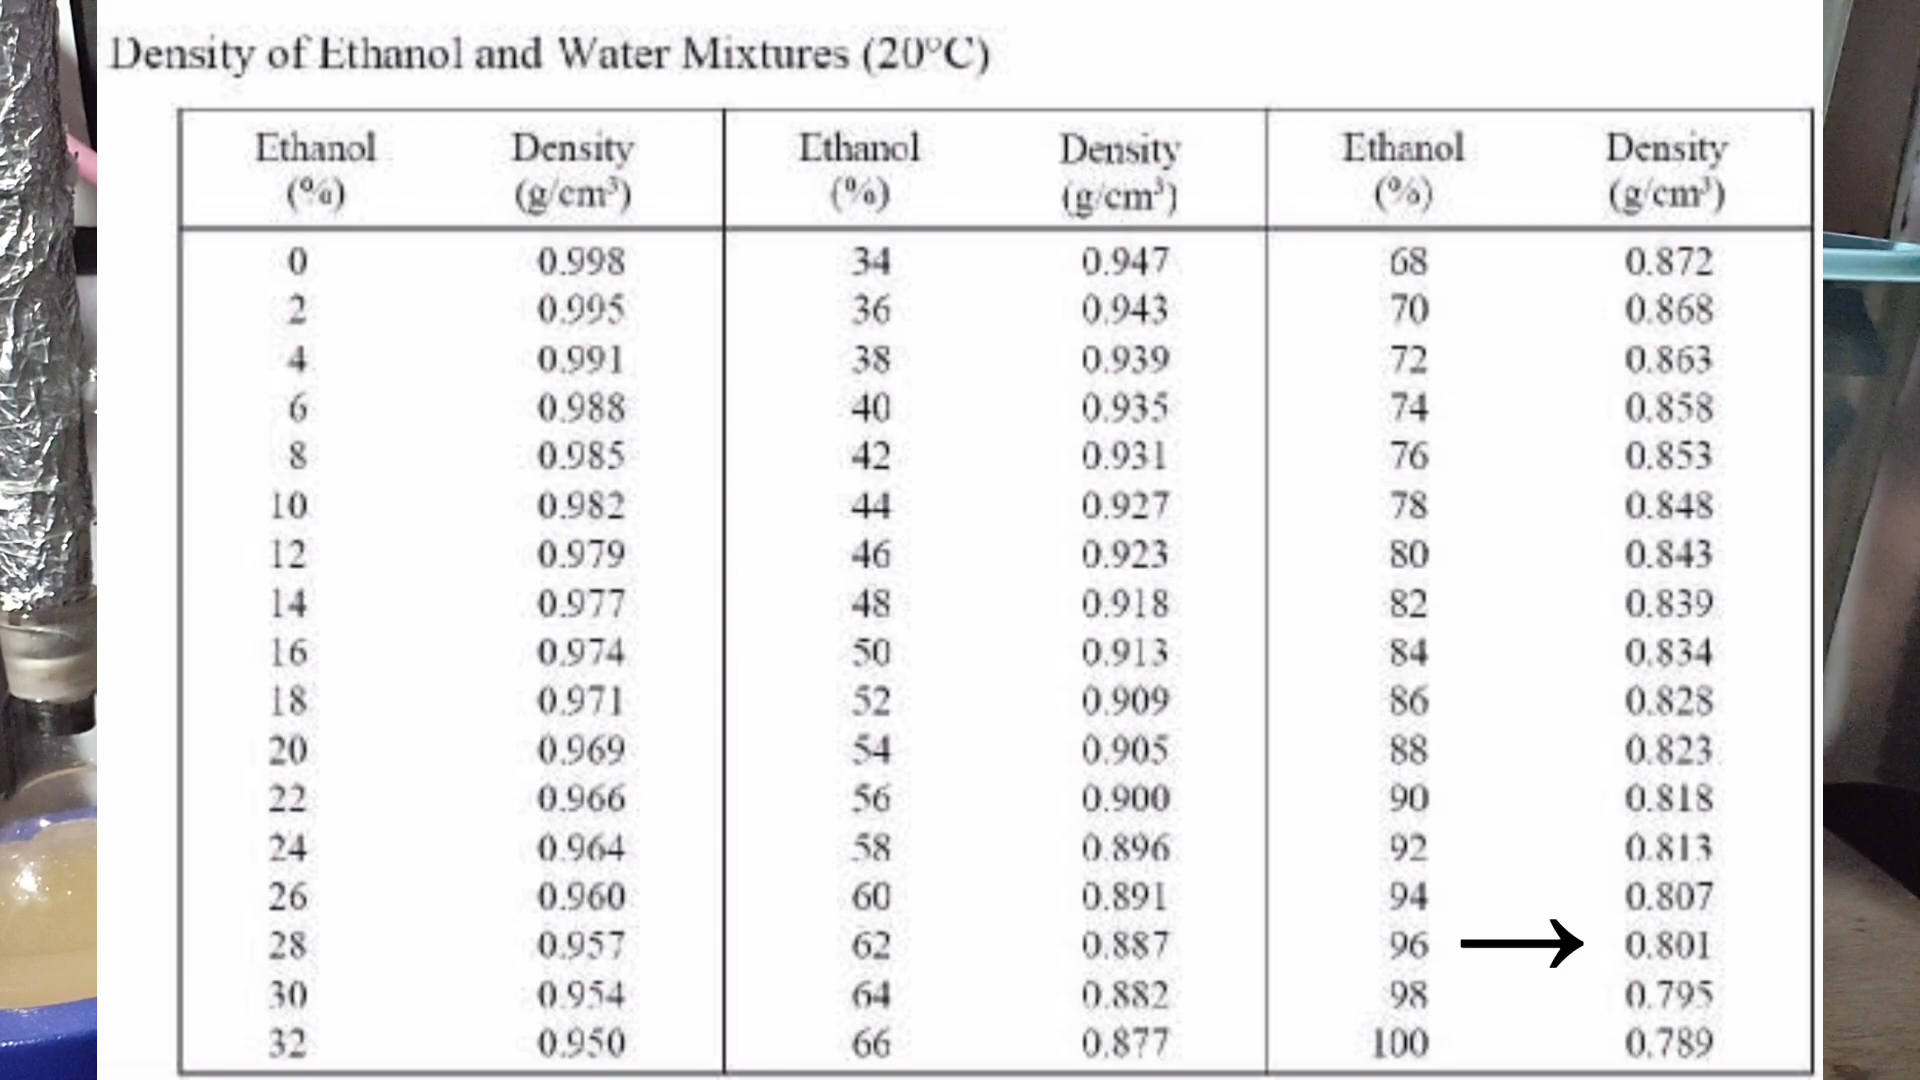 Density of Ethanol and Water Mixtures (20°C)
Ethanol Density Ethanol Density Ethanol Density
(%) (g/cm³) (%) (g/cm³) (%) (g/cm³)
0 0.998 34 0.947 68 0.872
2 0.995 36 0.943 70 0.868
4 0.991 38 0.939 72 0.863
6 0.988 40 0.935 74 0.858
8 0.985 42 0.931 76 0.853
10 0.982 44 0.927 78 0.848
12 0.979 46 0.923 80 0.843
14 0.977 48 0.918 82 0.839
16 0.974 50 0.913 84 0.834
18 0.971 52 0.909 86 0.828
20 0.969 54 0.905 88 0.823
22 0.966 56 0.900 90 0.818
24 0.964 58 0.896 92 0.813
26 0.960 60 0.891 94 0.807
28 0.957 62 0.887 96 → 0.801
30 0.954 64 0.882 98 0.795
32 0.950 66 0.877 100 0.789